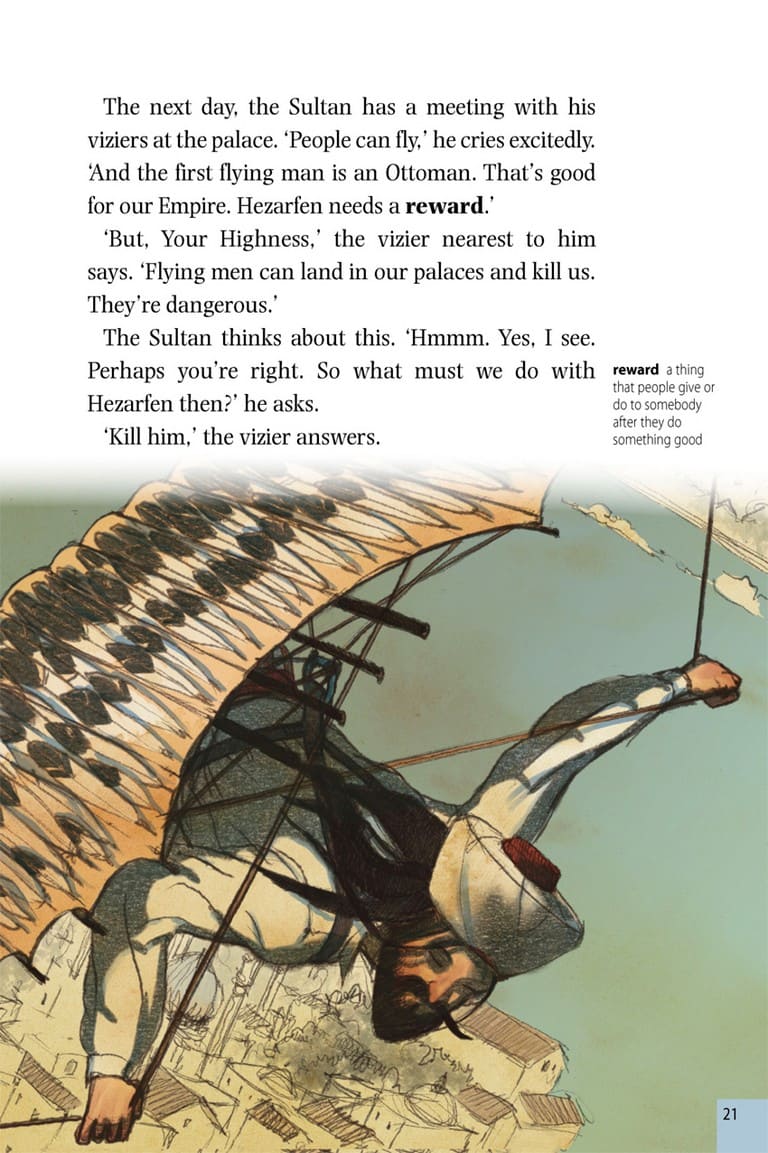 The next day, the Sultan has a meeting with his
viziers at the palace. ‘People can fly,’ he cries excitedly.
‘And the first flying man is an Ottoman. That’s good
for our Empire. Hezarfen needs a reward.’
‘But, Your Highness,’ the vizier nearest to him
says. ‘Flying men can land in our palaces and kill us.
They’re dangerous.’
The Sultan thinks about this. ‘Hmmm. Yes, I see.
Perhaps you’re right. So what must we do with
Hezarfen then?’ he asks.
‘Kill him,’ the vizier answers.
reward a thing
that people give or
do to somebody
after they do
something good
21